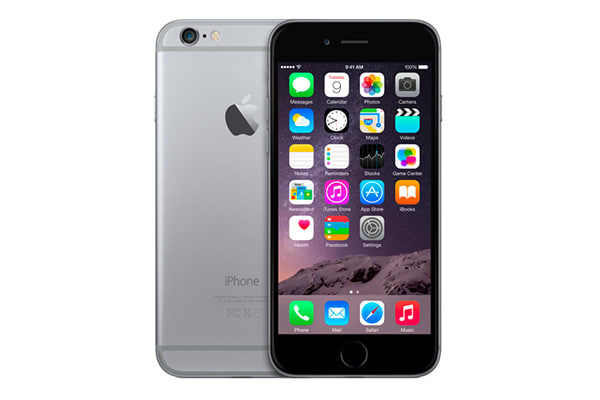 9:41 AM 100%
Tuesday
9
Messages Calendar Photos Camera
Weather Clock Maps Videos
Notes Reminders Stocks Game Center
Newsstand iTunes Store App Store iBooks
Health Passbook Settings
Phone Mail Safari Music
iPhone